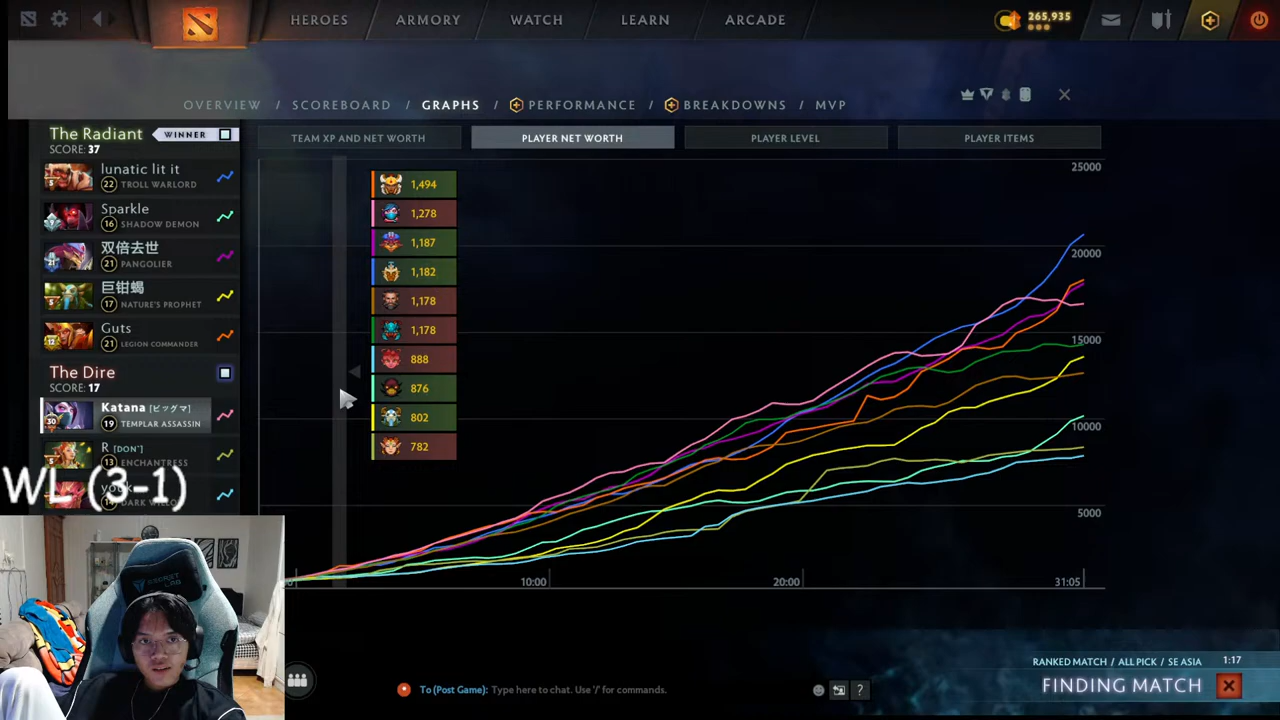 HEROES
ARMORY
WATCH
LEARN
ARCADE
265,935
OVERVIEW / SCOREBOARD / GRAPHS / PERFORMANCE / BREAKDOWNS / MVP
TEAM XP AND NET WORTH
PLAYER NET WORTH
PLAYER LEVEL
PLAYER ITEMS
The Radiant
WINNER
SCORE: 37
lunatic lit it
22 TROLL WARLORD
Sparkle
16 SHADOW DEMON
双倍去世
21 PANGOLIER
巨钳蝎
17 NATURE'S PROPHET
Guts
21 LEGION COMMANDER
The Dire
SCORE: 17
Katana [ビッグマ]
19 TEMPLAR ASSASSIN
R [DON']
13 ENCHANTRESS
WL (3-1)
1,494
1,278
1,187
1,182
1,178
1,178
888
876
802
782
25000
20000
15000
10000
5000
10:00
20:00
31:05
SECRETLAB
To (Post Game): Type here to chat. Use '/' for commands.
?
RANKED MATCH / ALL PICK / SE ASIA
1:17
FINDING MATCH